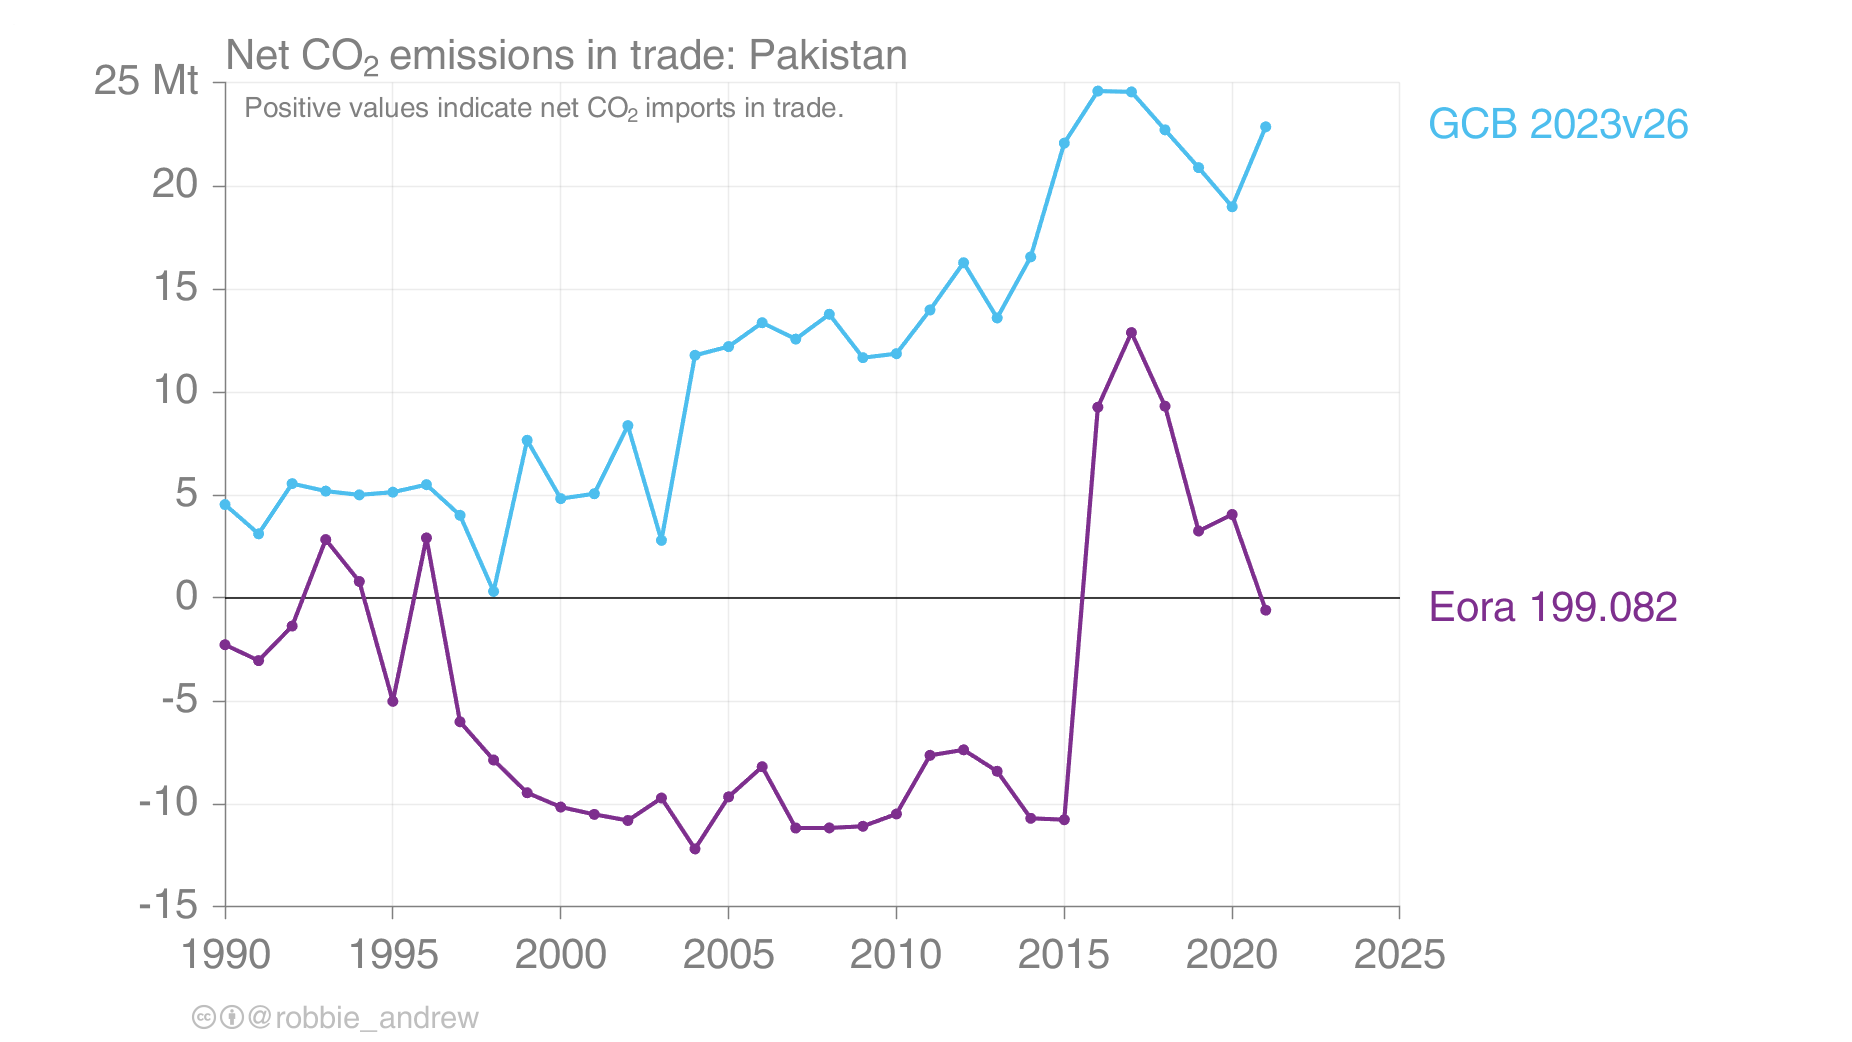 Net CO₂ emissions in trade: Pakistan
25 Mt
Positive values indicate net CO₂ imports in trade.
GCB 2023v26
20
15
10
5
0
Eora 199.082
-5
-10
-15
1990 1995 2000 2005 2010 2015 2020 2025
@robbie_andrew